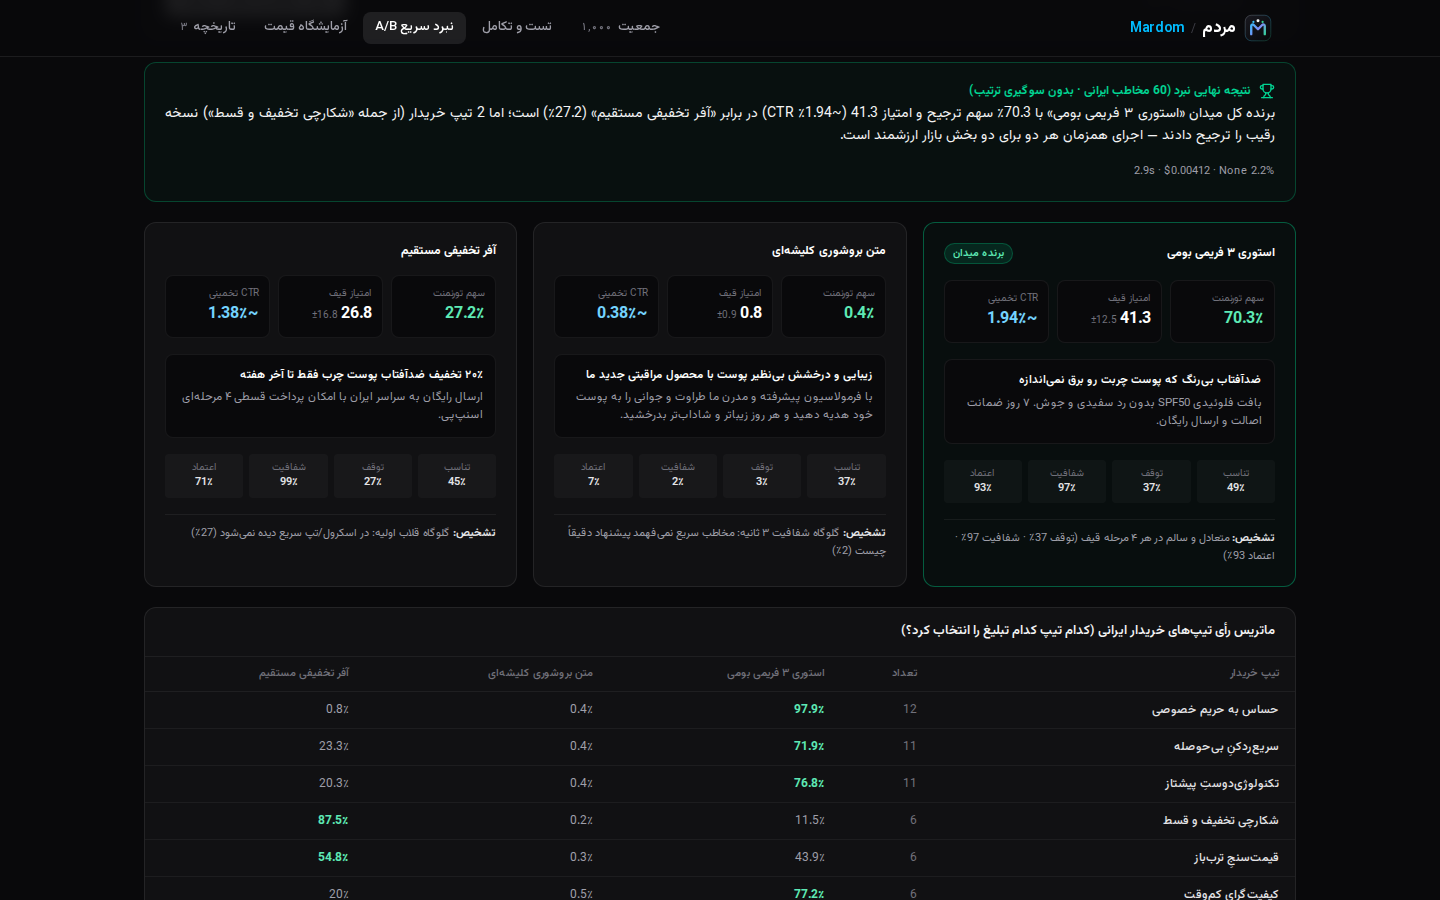 مردم / Mardom
جمعیت ۱,۰۰۰
تست و تکامل
نبرد سریع A/B
آزمایشگاه قیمت
تاریخچه ۳
نتیجه نهایی نبرد (60 مخاطب ایرانی · بدون سوگیری ترتیب)
برنده کل میدان «استوری ۳ فریمی بومی» با 70.3٪ سهم ترجیح و امتیاز 41.3 (~1.94٪ CTR) در برابر «آفر تخفیفی مستقیم» (27.2٪) است؛ اما 2 تیپ خریدار (از جمله «شکارچی تخفیف و قسط») نسخه
رقیب را ترجیح دادند — اجرای همزمان هر دو برای دو بخش بازار ارزشمند است.
2.9s · $0.00412 · None 2.2%
استوری ۳ فریمی بومی
برنده میدان
سهم تورنمنت
70.3٪
امتیاز قیف
41.3 ±12.5
CTR تخمینی
~1.94٪
ضدآفتاب بی‌رنگ که پوست چربت رو برق نمی‌اندازه
بافت فلوئیدی SPF50 بدون رد سفیدی و جوش. ۷ روز ضمانت
اصالت و ارسال رایگان.
تناسب
49٪
توقف
37٪
شفافیت
97٪
اعتماد
93٪
تشخیص: متعادل و سالم در هر ۴ مرحله قیف (توقف 37٪ · شفافیت 97٪ ·
اعتماد 93٪)
متن بروشوری کلیشه‌ای
سهم تورنمنت
0.4٪
امتیاز قیف
0.8 ±0.9
CTR تخمینی
~0.38٪
زیبایی و درخشش بی‌نظیر پوست با محصول مراقبتی جدید ما
با فرمولاسیون پیشرفته و مدرن ما طراوت و جوانی را به پوست
خود هدیه دهید و هر روز زیباتر و شاداب‌تر بدرخشید.
تناسب
37٪
توقف
3٪
شفافیت
2٪
اعتماد
7٪
تشخیص: گلوگاه شفافیت ۳ ثانیه: مخاطب سریع نمی‌فهمد پیشنهاد دقیقاً
چیست (2٪)
آفر تخفیفی مستقیم
سهم تورنمنت
27.2٪
امتیاز قیف
26.8 ±16.8
CTR تخمینی
~1.38٪
۲۰٪ تخفیف ضدآفتاب پوست چرب فقط تا آخر هفته
ارسال رایگان به سراسر ایران با امکان پرداخت قسطی ۴ مرحله‌ای
اسنپ‌پی.
تناسب
45٪
توقف
27٪
شفافیت
99٪
اعتماد
71٪
تشخیص: گلوگاه قلاب اولیه: در اسکرول/تپ سریع دیده نمی‌شود (27٪)
ماتریس رأی تیپ‌های خریدار ایرانی (کدام تیپ کدام تبلیغ را انتخاب کرد؟)
تیپ خریدار تعداد استوری ۳ فریمی بومی متن بروشوری کلیشه‌ای آفر تخفیفی مستقیم
حساس به حریم خصوصی 12 97.9٪ 0.4٪ 0.8٪
سریع‌ردکنِ بی‌حوصله 11 71.9٪ 0.4٪ 23.3٪
تکنولوژی‌دوستِ پیشتاز 11 76.8٪ 0.4٪ 20.3٪
شکارچی تخفیف و قسط 6 11.5٪ 0.2٪ 87.5٪
قیمت‌سنجِ ترب‌باز 6 43.9٪ 0.3٪ 54.8٪
کیفیت‌گرای کم‌وقت 6 77.2٪ 0.5٪ 20٪